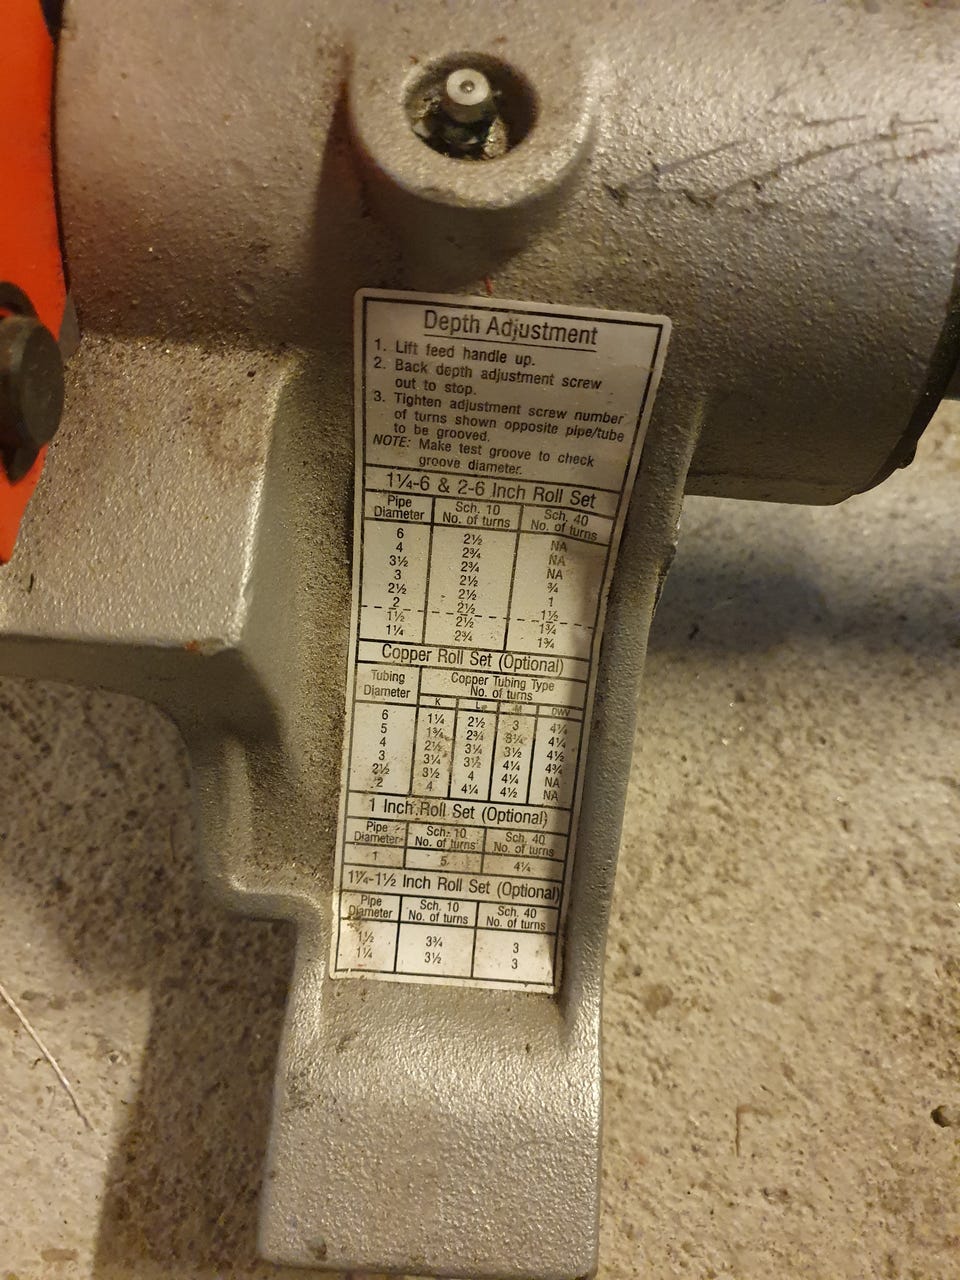 Depth Adjustment
1. Lift feed handle up.
2. Back depth adjustment screw
out to stop.
3. Tighten adjustment screw number
of turns shown opposite pipe/tube
to be grooved.
NOTE: Make test groove to check
groove diameter.
1¼-6 & 2-6 Inch Roll Set
Pipe Diameter Sch. 10 No. of turns Sch. 40 No. of turns
6 2½ NA
4 2¾ NA
3½ 2¾ NA
3 2½ ¾
2½ 2½ 1
2 2½ 1½
1½ 2½ 1¾
1¼ 2¾ 1¾
Copper Roll Set (Optional)
Tubing Diameter Copper Tubing Type
No. of turns
K L M DWV
6 1¼ 2½ 3 4¼
5 1¾ 2¾ 3¼ 4¼
4 2½ 3¼ 3½ 4½
3 3¼ 3½ 4¼ 4¾
2½ 3½ 4 4¼ NA
2 4 4¼ 4½ NA
1 Inch Roll Set (Optional)
Pipe Diameter Sch. 10 No. of turns Sch. 40 No. of turns
1 5 4¼
1¼-1½ Inch Roll Set (Optional)
Pipe Diameter Sch. 10 No. of turns Sch. 40 No. of turns
1½ 3¾ 3
1¼ 3½ 3